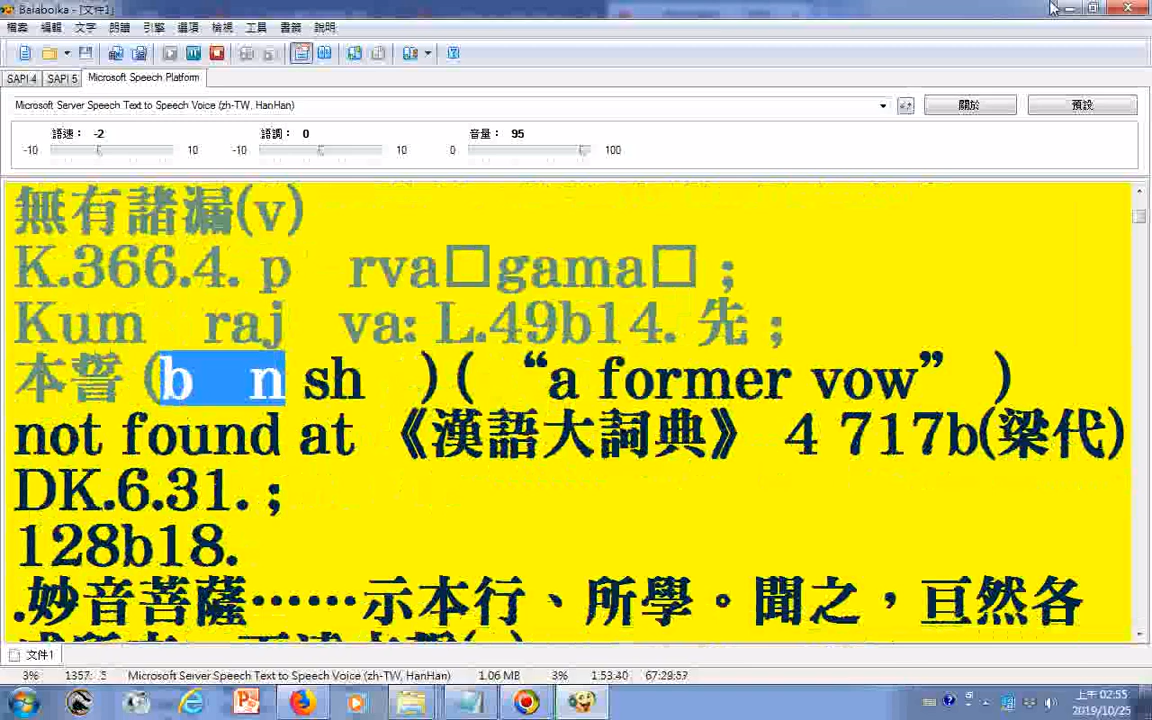 Balabolka - [文件1]
檔案 編輯 文字 朗讀 引擎 選項 檢視 工具 書籤 說明
SAPI 4 SAPI 5 Microsoft Speech Platform
Microsoft Server Speech Text to Speech Voice (zh-TW, HanHan) 關於 預設
語速： -2 語調： 0 音量： 95
-10 10 -10 10 0 100
無有諸漏(v)
K.366.4. p rva□gama□ ;
Kum raj va: L.49b14. 先 ;
本誓 (b n sh )( “a former vow” )
not found at 《漢語大詞典》 4 717b(梁代)
DK.6.31. ;
128b18.
.妙音菩薩……示本行、所學。聞之，亘然各
文件1
3% 1357: 5 Microsoft Server Speech Text to Speech Voice (zh-TW, HanHan) 1.06 MB 3% 1:53:40 67:29:57
上午 02:55
2019/10/25